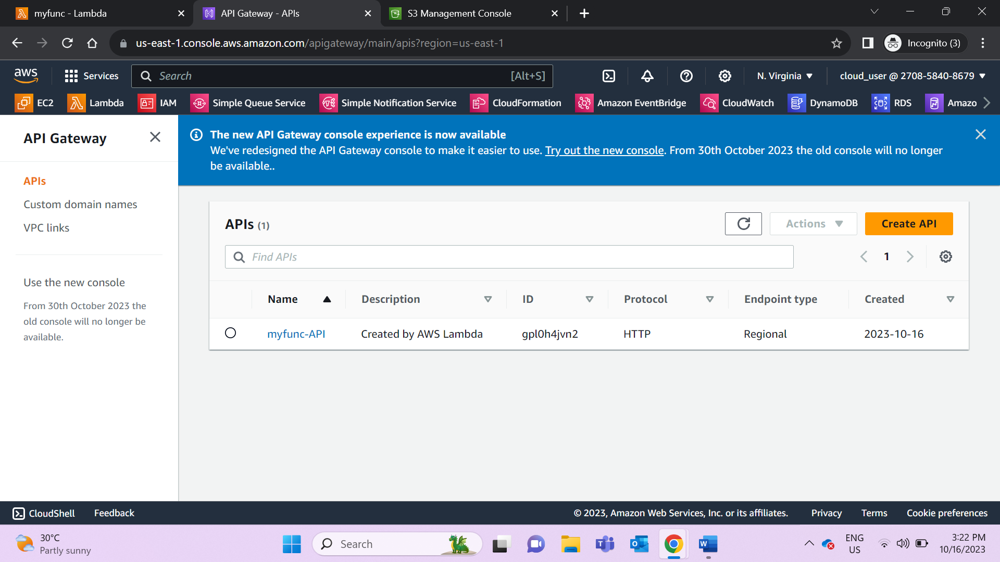 myfunc - Lambda
API Gateway - APIs
S3 Management Console
us-east-1.console.aws.amazon.com/apigateway/main/apis?region=us-east-1
Incognito (3)
aws
Services
Search
[Alt+S]
N. Virginia
cloud_user @ 2708-5840-8679
EC2
Lambda
IAM
Simple Queue Service
Simple Notification Service
CloudFormation
Amazon EventBridge
CloudWatch
DynamoDB
RDS
Amazo
API Gateway
APIs
Custom domain names
VPC links
Use the new console
From 30th October 2023 the
old console will no longer be
available.
The new API Gateway console experience is now available
We've redesigned the API Gateway console to make it easier to use. Try out the new console. From 30th October 2023 the old console will no longer
be available..
APIs (1)
Actions
Create API
Find APIs
1
Name Description ID Protocol Endpoint type Created
myfunc-API Created by AWS Lambda gpl0h4jvn2 HTTP Regional 2023-10-16
CloudShell
Feedback
© 2023, Amazon Web Services, Inc. or its affiliates.
Privacy
Terms
Cookie preferences
30°C
Partly sunny
Search
ENG
US
3:22 PM
10/16/2023